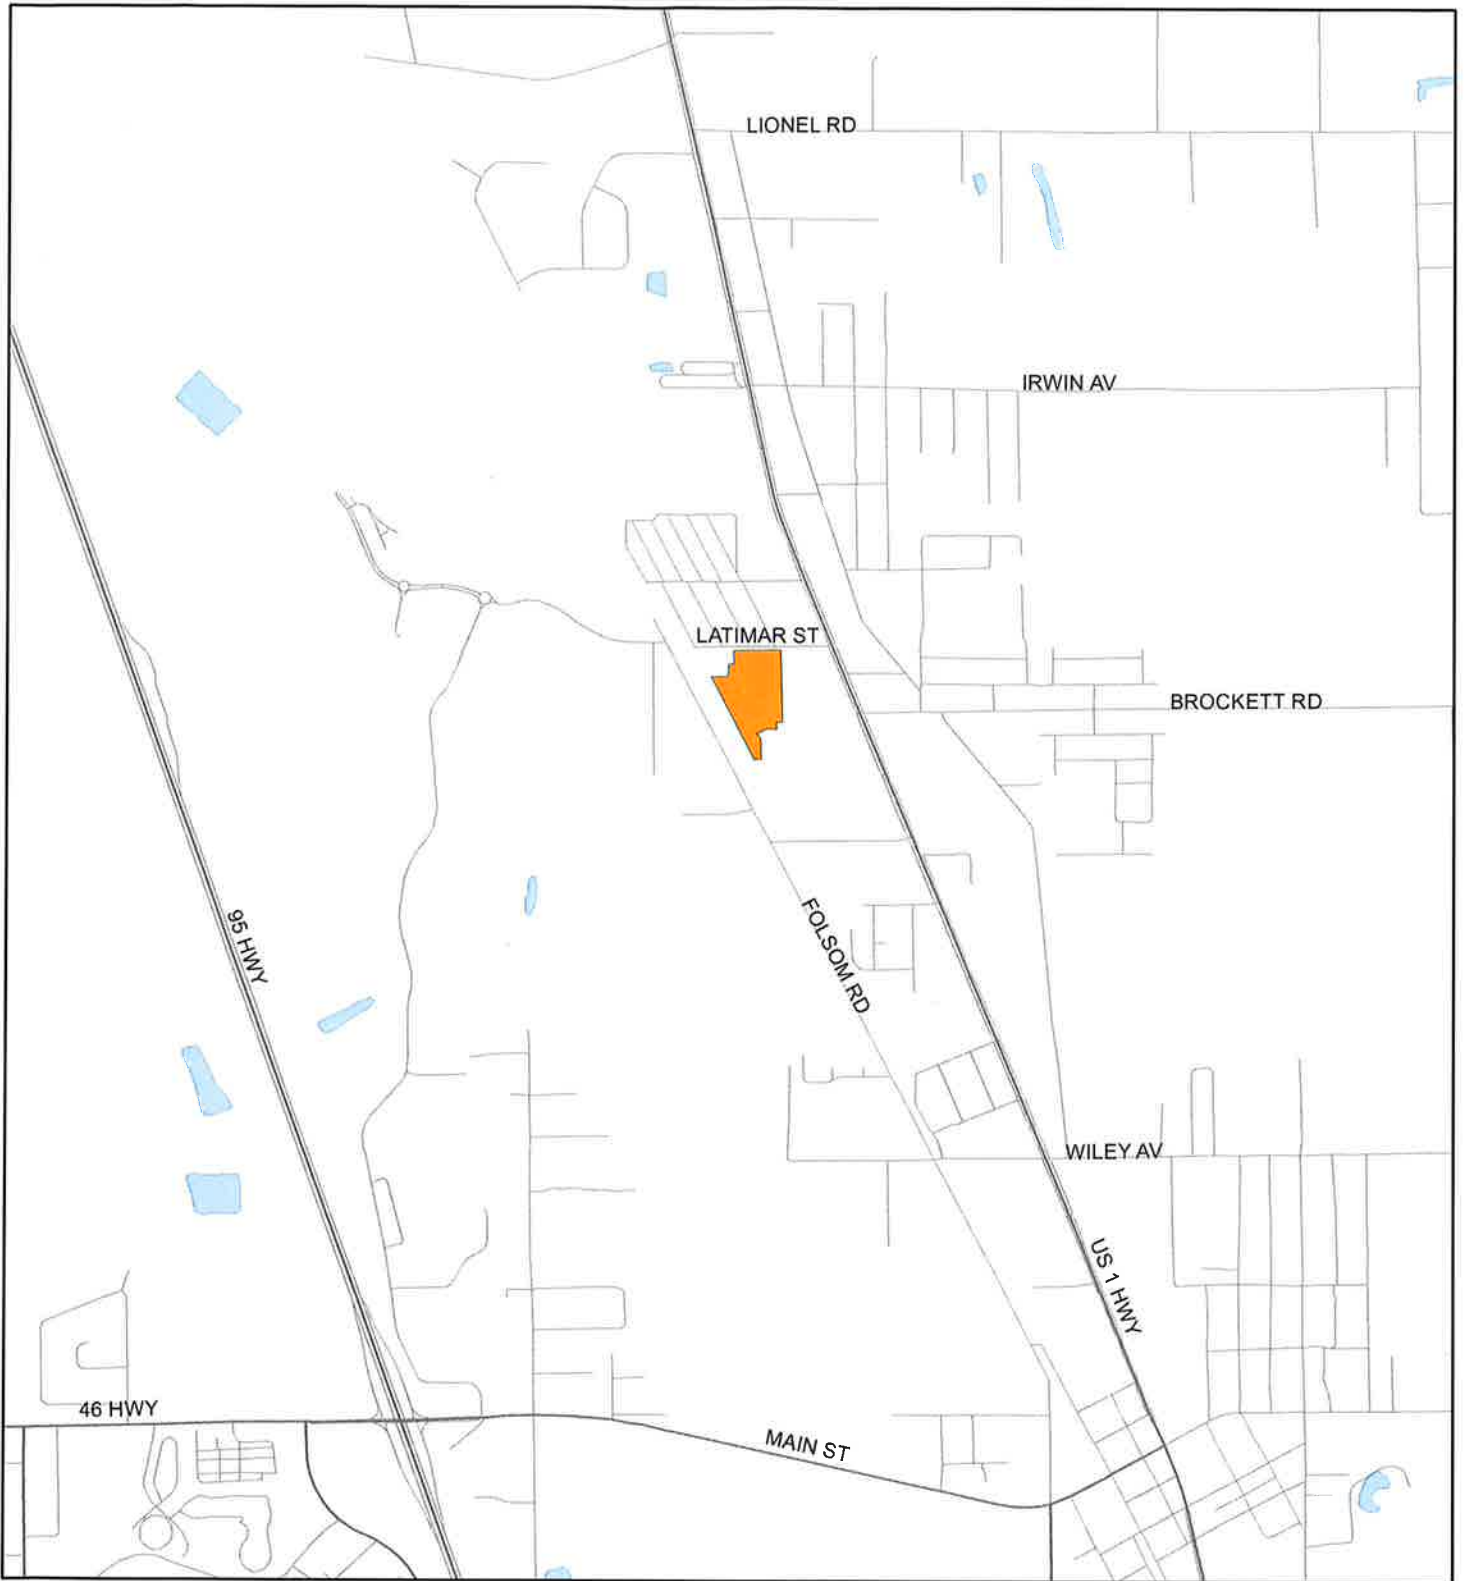 LIONEL RD
IRWIN AV
LATIMAR ST
BROCKETT RD
95 HWY
FOLSOM RD
WILEY AV
US 1 HWY
46 HWY
MAIN ST